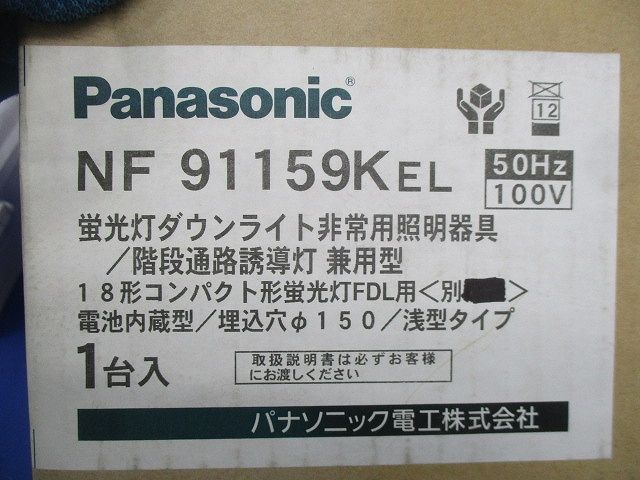 Panasonic®
12
NF 91159KEL
50Hz
100V
蛍光灯ダウンライト非常用照明器具
/階段通路誘導灯 兼用型
18形コンパクト形蛍光灯FDL用<別 >
電池内蔵型/埋込穴φ150/浅型タイプ
1台入
取扱説明書は必ずお客様
にお渡しください
パナソニック電工株式会社